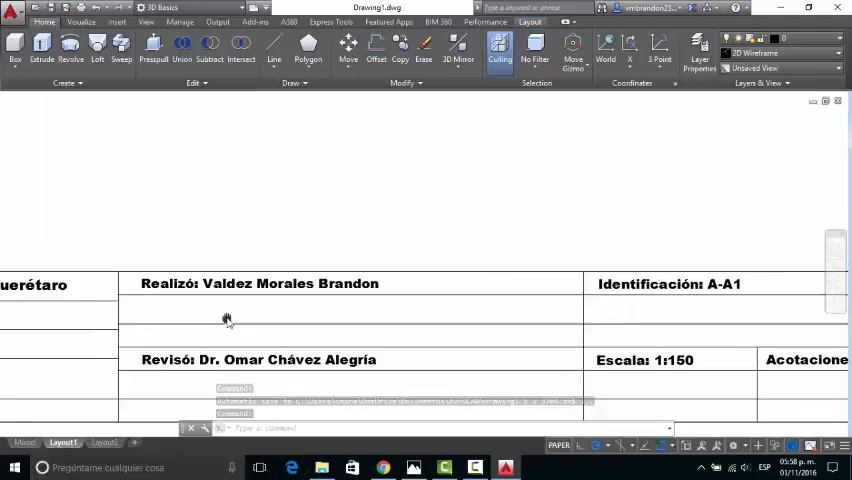 Drawing1.dwg
Type a keyword or phrase
vmbrandon23...
Home Visualize Insert View Manage Output Add-ins A360 Express Tools Featured Apps BIM 360 Performance Layout
3D Basics
Box Extrude Revolve Loft Sweep Presspull Union Subtract Intersect Line Polygon Move Offset Copy Erase 3D Mirror Culling No Filter Move Gizmo World X 3 Point Layer Properties
0
2D Wireframe
Unsaved View
Create Edit Draw Modify Selection Coordinates Layers & Views
uerétaro
Realizó: Valdez Morales Brandon
Identificación: A-A1
Revisó: Dr. Omar Chávez Alegría
Escala: 1:150
Acotacione
Command:
Command:
Type a command
Model Layout1 Layout2
PAPER
Pregúntame cualquier cosa
ESP
05:58 p. m.
01/11/2016